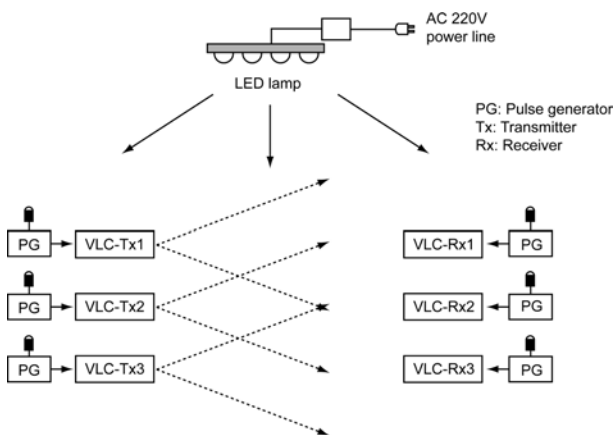 AC 220V
power line
LED lamp
PG: Pulse generator
Tx: Transmitter
Rx: Receiver
PG
VLC-Tx1
VLC-Rx1
PG
PG
VLC-Tx2
VLC-Rx2
PG
PG
VLC-Tx3
VLC-Rx3
PG